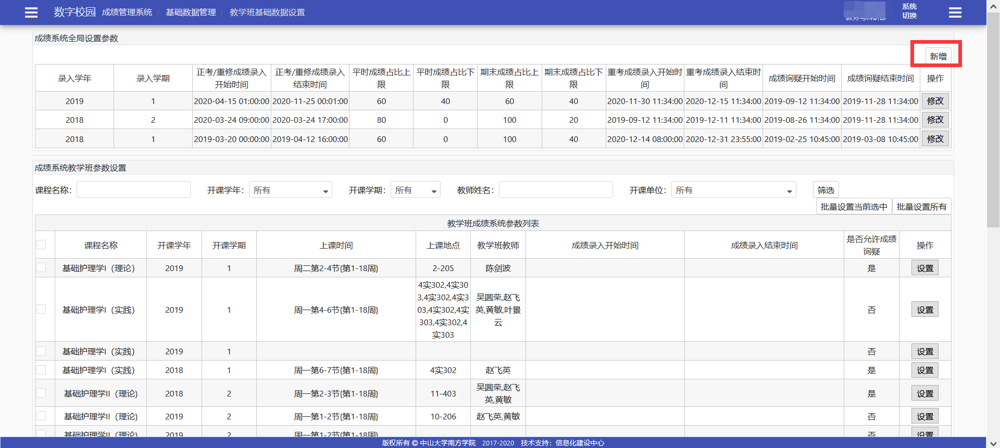 数字校园 成绩管理系统 / 基础数据管理 / 教学班基础数据设置 系统
切换
成绩系统全局设置参数
新增
录入学年 录入学期 正考/重修成绩录入开始时间 正考/重修成绩录入结束时间 平时成绩占比上限 平时成绩占比下限 期末成绩占比上限 期末成绩占比下限 重考成绩录入开始时间 重考成绩录入结束时间 成绩询疑开始时间 成绩询疑结束时间 操作
2019 1 2020-04-15 01:00:00 2020-11-25 00:01:00 60 40 60 40 2020-11-30 11:34:00 2020-12-15 11:34:00 2019-09-12 11:34:00 2019-11-28 11:34:00 修改
2018 2 2020-03-24 09:00:00 2020-03-24 17:00:00 80 0 100 20 2019-09-12 11:34:00 2019-12-11 11:34:00 2019-08-26 11:34:00 2019-11-28 11:34:00 修改
2018 1 2019-03-20 00:00:00 2019-04-12 16:00:00 60 0 100 40 2020-12-14 08:00:00 2020-12-31 23:55:00 2019-02-25 10:45:00 2019-03-08 10:45:00 修改
成绩系统教学班参数设置
课程名称： 开课学年： 所有 开课学期： 所有 教师姓名： 开课单位： 所有 筛选
批量设置当前选中 批量设置所有
教学班成绩系统参数列表
课程名称 开课学年 开课学期 上课时间 上课地点 教学班教师 成绩录入开始时间 成绩录入结束时间 是否允许成绩询疑 操作
基础护理学I（理论） 2019 1 周二第2-4节{第1-18周} 2-205 陈剑波 是 设置
基础护理学I（实践） 2019 1 周一第4-6节{第1-18周} 4实302,4实303,4实302,4实303,4实302,4实303,4实302,4实303 吴圆荣,赵飞英,黄敏,叶景云 否 设置
基础护理学I（实践） 2019 1 否 设置
基础护理学I（实践） 2018 1 周一第6-7节{第1-18周} 4实302 赵飞英 是 设置
基础护理学II（理论） 2018 2 周一第2-3节{第1-18周} 11-403 吴圆荣,赵飞英,黄敏 是 设置
基础护理学II（理论） 2019 2 周一第1-2节{第1-18周} 10-206 赵飞英,黄敏 否 设置
基础护理学II（理论） 2019 2 周一第1-2节{第1-18周} 否 设置
版权所有 © 中山大学南方学院 2017-2020 技术支持：信息化建设中心